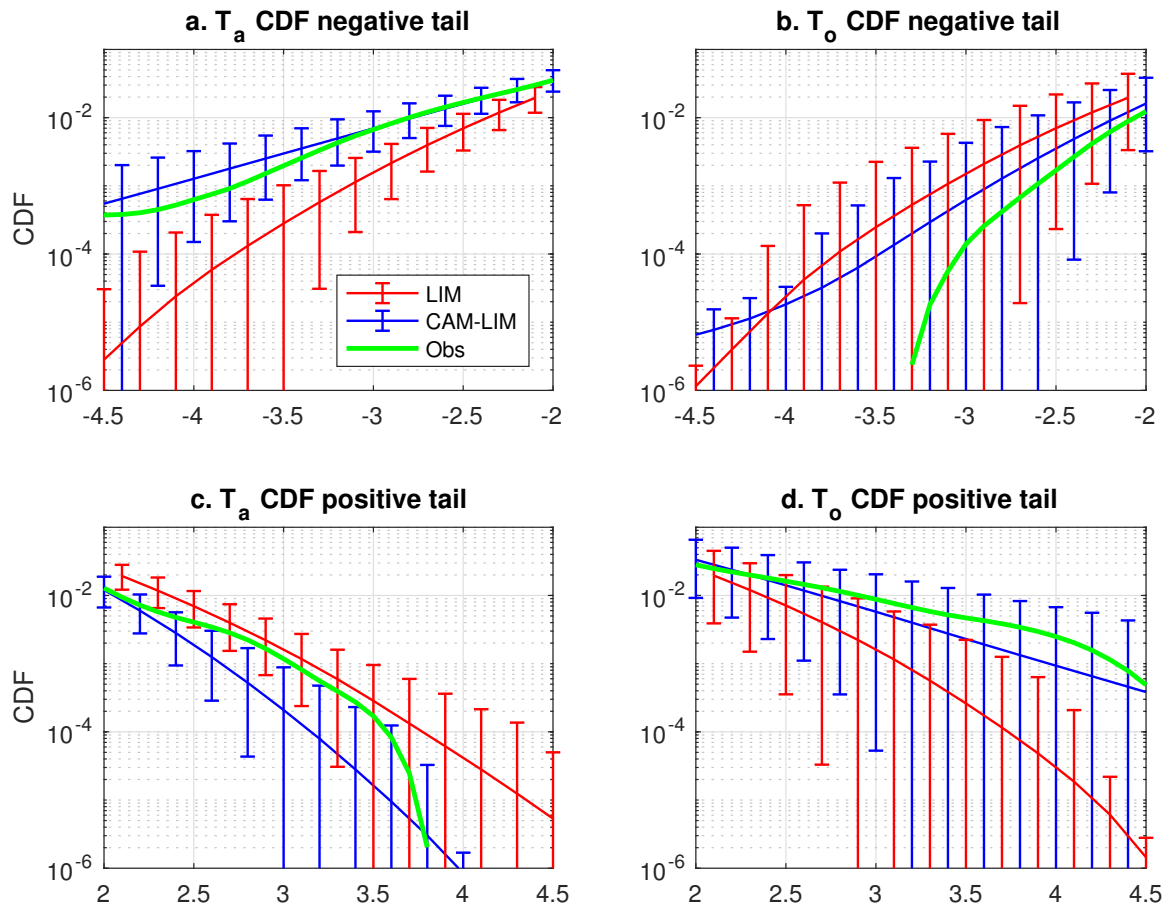 a. T_a CDF negative tail
CDF
10^-2
10^-4
10^-6
-4.5 -4 -3.5 -3 -2.5 -2
LIM
CAM-LIM
Obs
b. T_o CDF negative tail
10^-2
10^-4
10^-6
-4.5 -4 -3.5 -3 -2.5 -2
c. T_a CDF positive tail
CDF
10^-2
10^-4
10^-6
2 2.5 3 3.5 4 4.5
d. T_o CDF positive tail
10^-2
10^-4
10^-6
2 2.5 3 3.5 4 4.5